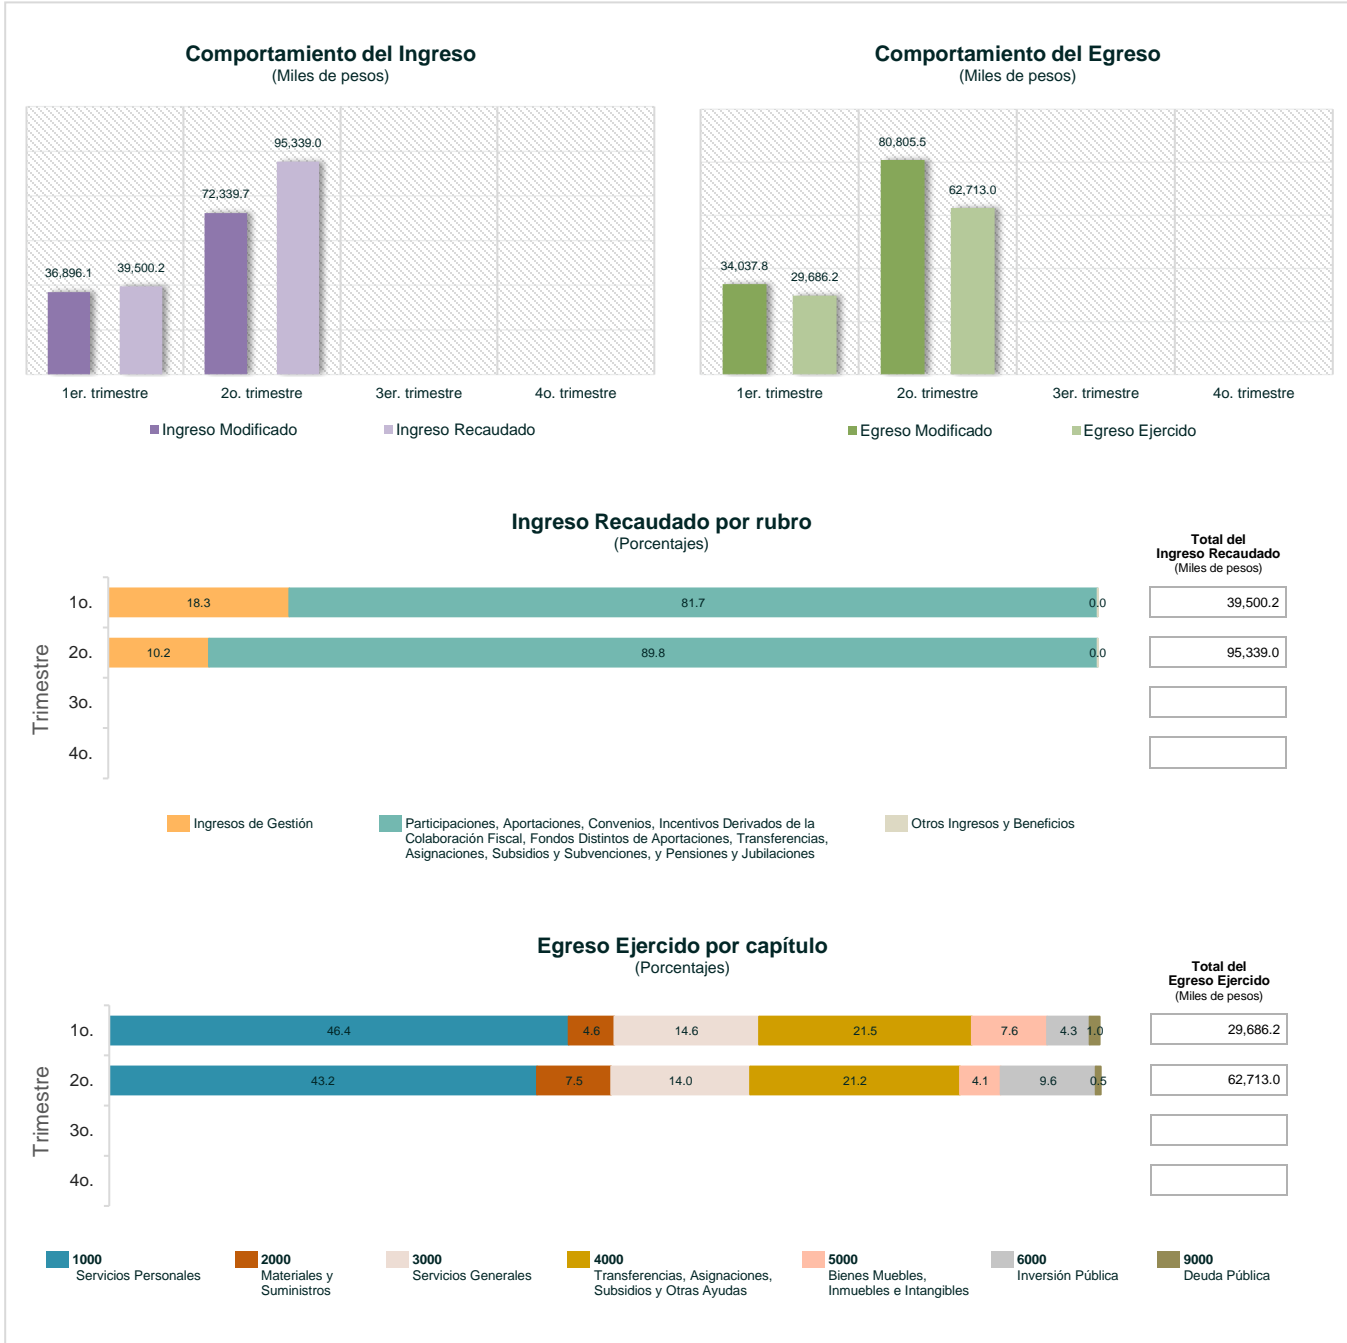 Comportamiento del Ingreso
(Miles de pesos)
95,339.0
72,339.7
36,896.1
39,500.2
1er. trimestre
2o. trimestre
3er. trimestre
4o. trimestre
Ingreso Modificado
Ingreso Recaudado
Comportamiento del Egreso
(Miles de pesos)
80,805.5
62,713.0
34,037.8
29,686.2
1er. trimestre
2o. trimestre
3er. trimestre
4o. trimestre
Egreso Modificado
Egreso Ejercido
Ingreso Recaudado por rubro
(Porcentajes)
Total del
Ingreso Recaudado
(Miles de pesos)
Trimestre
1o.
18.3
81.7
0.0
39,500.2
2o.
10.2
89.8
0.0
95,339.0
3o.
4o.
Ingresos de Gestión
Participaciones, Aportaciones, Convenios, Incentivos Derivados de la
Colaboración Fiscal, Fondos Distintos de Aportaciones, Transferencias,
Asignaciones, Subsidios y Subvenciones, y Pensiones y Jubilaciones
Otros Ingresos y Beneficios
Egreso Ejercido por capítulo
(Porcentajes)
Total del
Egreso Ejercido
(Miles de pesos)
Trimestre
1o.
46.4
4.6
14.6
21.5
7.6
4.3
1.0
29,686.2
2o.
43.2
7.5
14.0
21.2
4.1
9.6
0.5
62,713.0
3o.
4o.
1000
Servicios Personales
2000
Materiales y
Suministros
3000
Servicios Generales
4000
Transferencias, Asignaciones,
Subsidios y Otras Ayudas
5000
Bienes Muebles,
Inmuebles e Intangibles
6000
Inversión Pública
9000
Deuda Pública